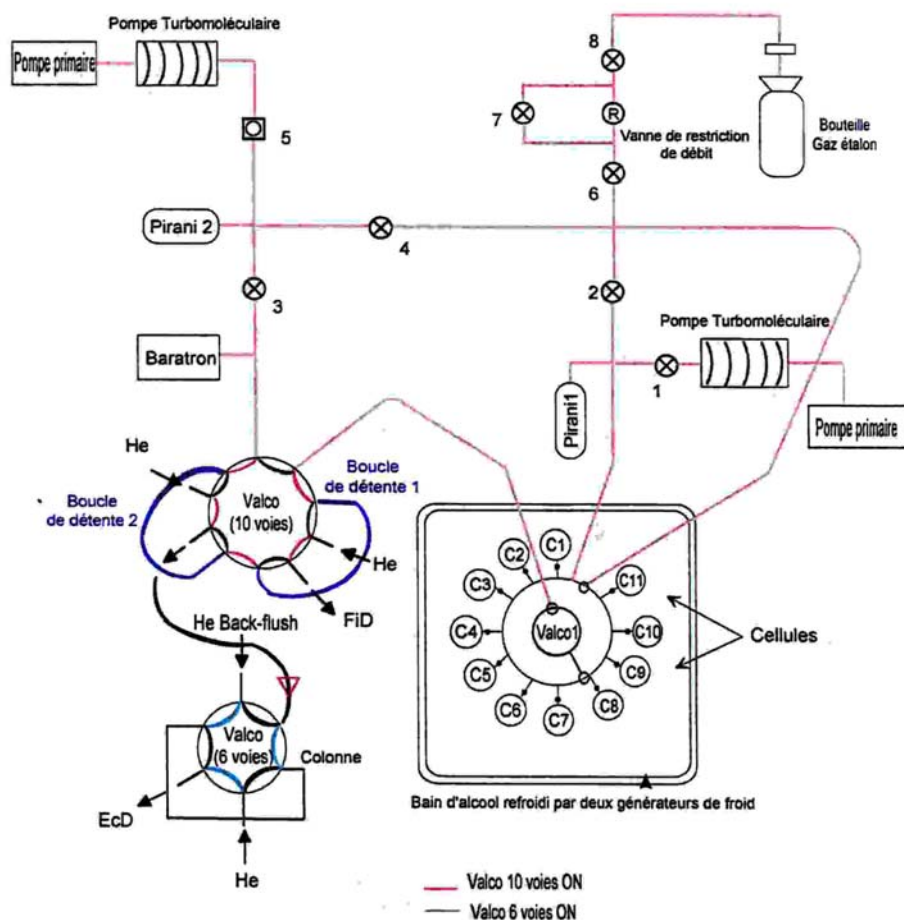 Pompe Turbomoléculaire
Pompe primaire
5
8
7
R
Vanne de restriction
de débit
6
Bouteille
Gaz étalon
Pirani 2
4
3
2
Baratron
Pompe Turbomoléculaire
1
Pirani1
Pompe primaire
He
Boucle
de détente 2
Valco
(10 voies)
Boucle
de détente 1
He
FiD
He Back-flush
Valco
(6 voies)
Colonne
EcD
He
C1
C2
C3
C4
C5
C6
C7
C8
C9
C10
C11
Valco1
Cellules
Bain d'alcool refroidi par deux générateurs de froid
Valco 10 voies ON
Valco 6 voies ON